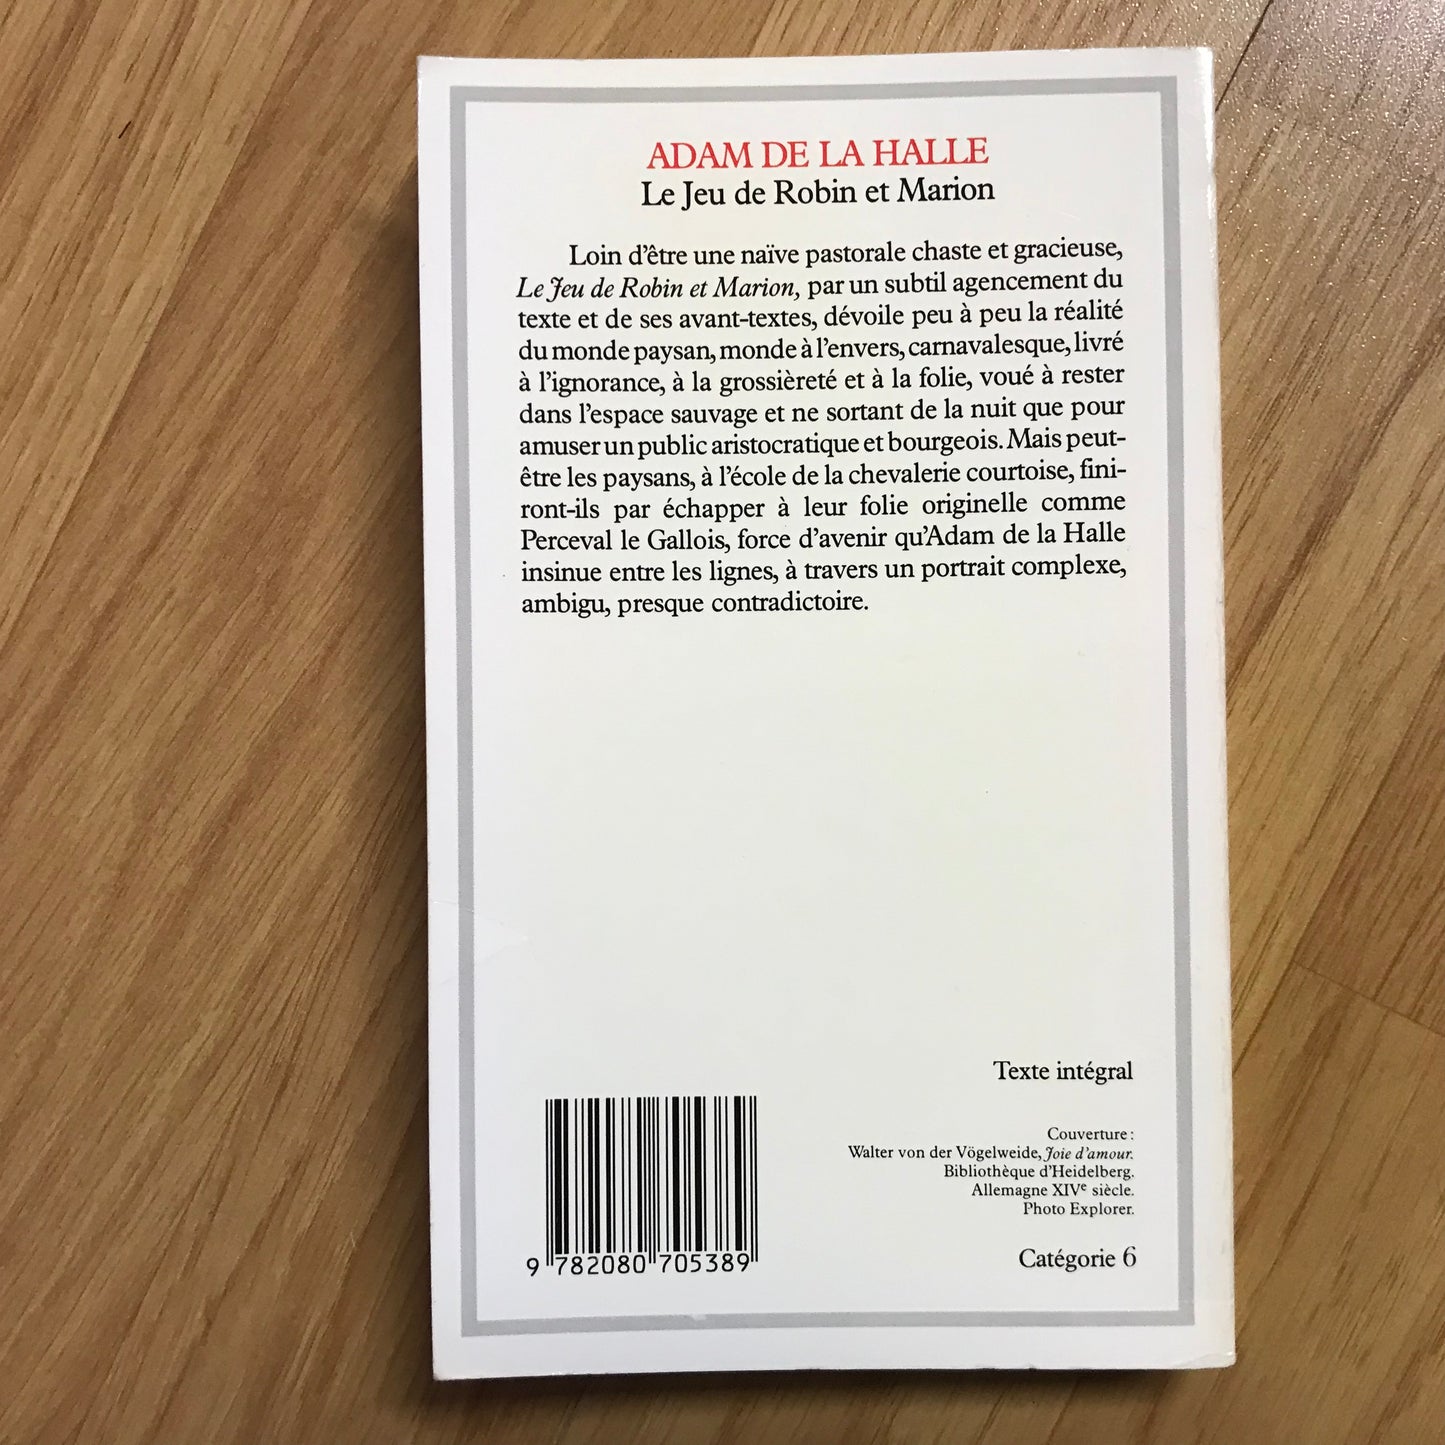 ADAM DE LA HALLE
Le Jeu de Robin et Marion
Loin d'être une naïve pastorale chaste et gracieuse,
Le Jeu de Robin et Marion, par un subtil agencement du
texte et de ses avant-textes, dévoile peu à peu la réalité
du monde paysan, monde à l'envers, carnavalesque, livré
à l'ignorance, à la grossièreté et à la folie, voué à rester
dans l'espace sauvage et ne sortant de la nuit que pour
amuser un public aristocratique et bourgeois. Mais peut-
être les paysans, à l'école de la chevalerie courtoise, fini-
ront-ils par échapper à leur folie originelle comme
Perceval le Gallois, force d'avenir qu'Adam de la Halle
insinue entre les lignes, à travers un portrait complexe,
ambigu, presque contradictoire.
Texte intégral
Couverture :
Walter von der Vögelweide, Joie d'amour.
Bibliothèque d'Heidelberg.
Allemagne XIVe siècle.
Photo Explorer.
Catégorie 6
9 782080 705389